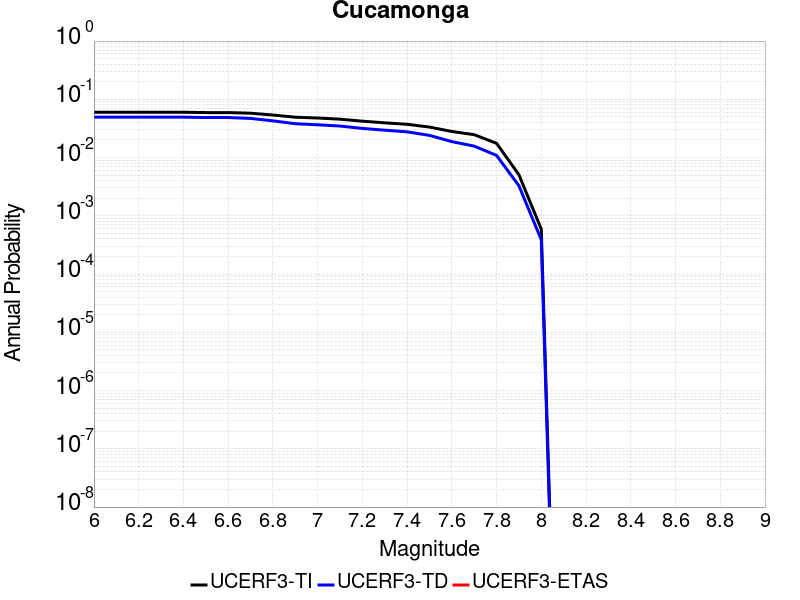 Cucamonga
10^0
10^-1
10^-2
10^-3
10^-4
10^-5
10^-6
10^-7
10^-8
Annual Probability
6 6.2 6.4 6.6 6.8 7 7.2 7.4 7.6 7.8 8 8.2 8.4 8.6 8.8 9
Magnitude
UCERF3-TI UCERF3-TD UCERF3-ETAS